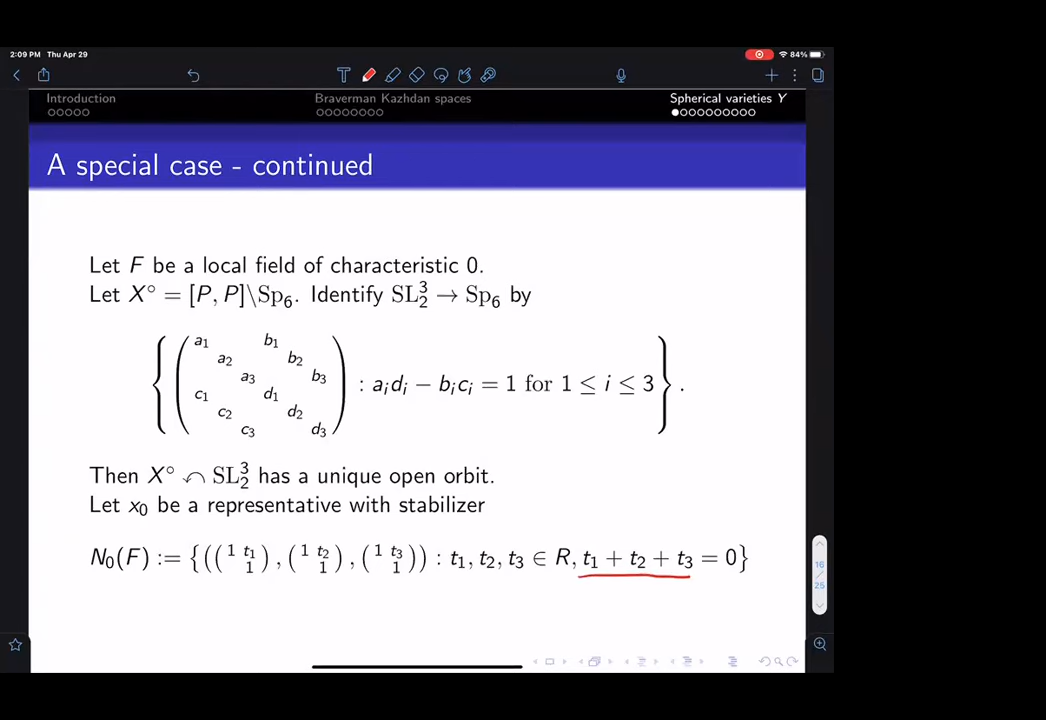 2:09 PM Thu Apr 29
84%
Introduction Braverman Kazhdan spaces Spherical varieties Y
A special case - continued
Let F be a local field of characteristic 0.
Let X° = [P, P]\Sp₆. Identify SL₂³ → Sp₆ by
a₁ b₁
a₂ b₂
a₃ b₃
c₁ d₁
c₂ d₂
c₃ d₃
: aᵢdᵢ − bᵢcᵢ = 1 for 1 ≤ i ≤ 3 } .
Then X° ↶ SL₂³ has a unique open orbit.
Let x₀ be a representative with stabilizer
N₀(F) := {((1 t₁ 1), (1 t₂ 1), (1 t₃ 1)) : t₁, t₂, t₃ ∈ R, t₁ + t₂ + t₃ = 0}
16
/
25